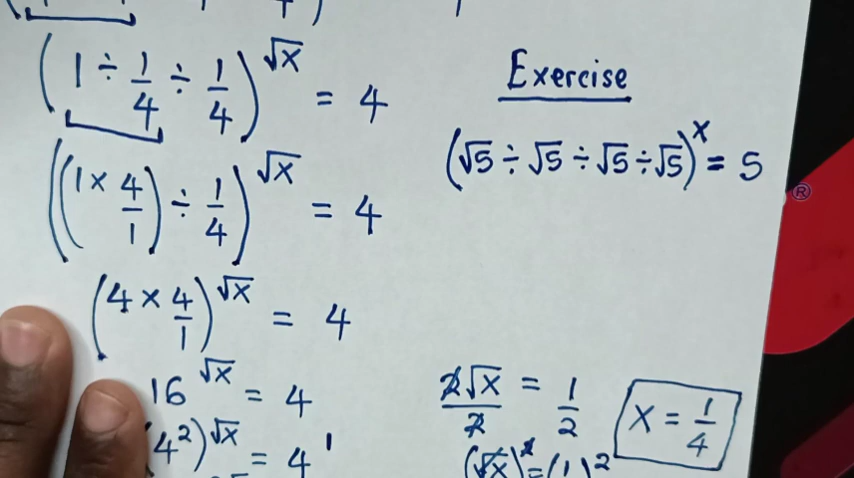 (1 ÷ 1/4 ÷ 1/4)^√x = 4
((1 × 4/1) ÷ 1/4)^√x = 4
(4 × 4/1)^√x = 4
16^√x = 4
(4²)^√x = 4¹
Exercise
(√5 ÷ √5 ÷ √5 ÷ √5)^x = 5
2√x/2 = 1/2
x = 1/4
®